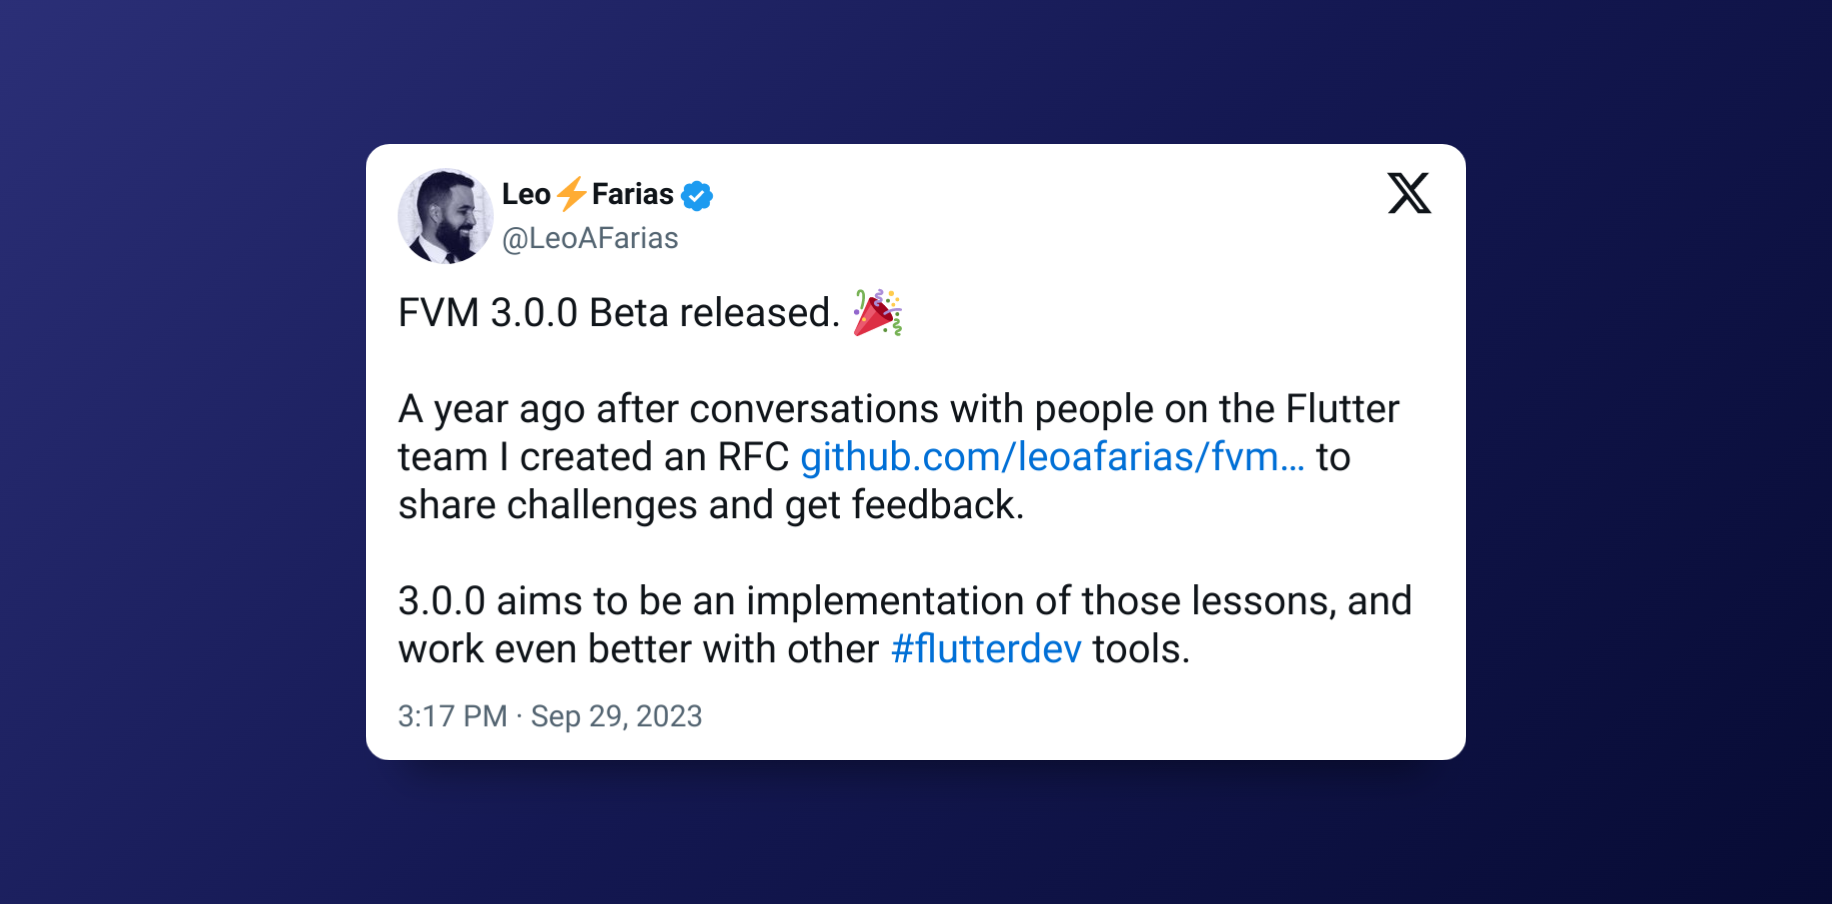 Leo⚡Farias
@LeoAFarias
FVM 3.0.0 Beta released. 🎉
A year ago after conversations with people on the Flutter
team I created an RFC github.com/leoafarias/fvm… to
share challenges and get feedback.
3.0.0 aims to be an implementation of those lessons, and
work even better with other #flutterdev tools.
3:17 PM · Sep 29, 2023